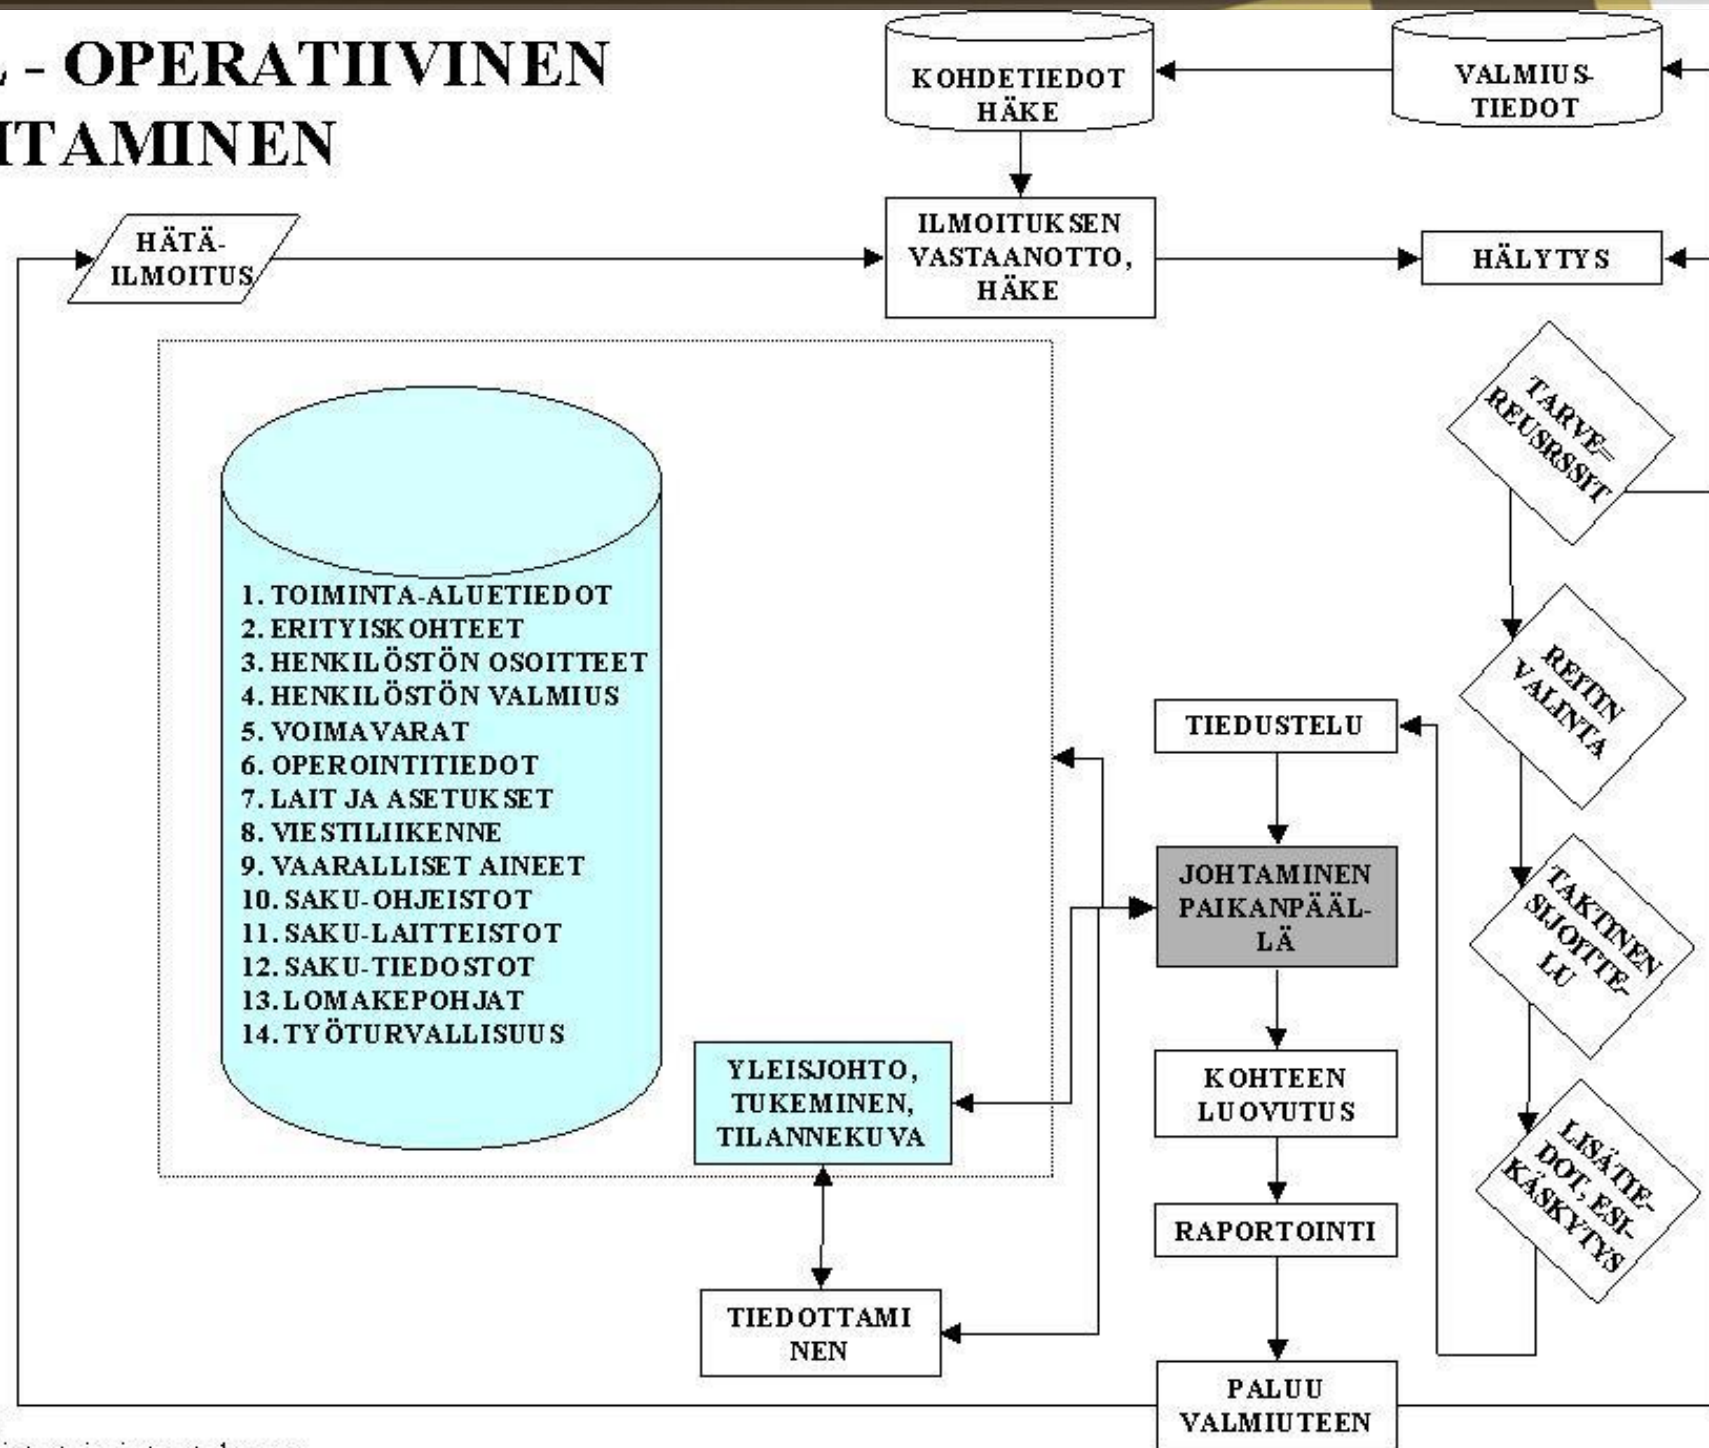 - OPERATIIVINEN
KOHDETIEDOT
HÄKE
VALMIUS-
TIEDOT
HÄTÄ-
ILMOITUS
ILMOITUKSEN
VASTAANOTTO,
HÄKE
HÄLYTYS
TARVE–
REUSRSSIT
REITIN
VALINTA
TAKTINEN
SIJOITTE-
LU
LISÄTIE-
DOT, ESI-
KÄSKYTYS
1. TOIMINTA-ALUETIEDOT
2. ERITYISKOHTEET
3. HENKILÖSTÖN OSOITTEET
4. HENKILÖSTÖN VALMIUS
5. VOIMAVARAT
6. OPEROINTITIEDOT
7. LAIT JA ASETUKSET
8. VIESTILIIKENNE
9. VAARALLISET AINEET
10. SAKU-OHJEISTOT
11. SAKU-LAITTEISTOT
12. SAKU-TIEDOSTOT
13. LOMAKEPOHJAT
14. TYÖTURVALLISUUS
YLEISJOHTO,
TUKEMINEN,
TILANNEKUVA
TIEDOTTAMI
NEN
TIEDUSTELU
JOHTAMINEN
PAIKANPÄÄL-
LÄ
KOHTEEN
LUOVUTUS
RAPORTOINTI
PALUU
VALMIUTEEN